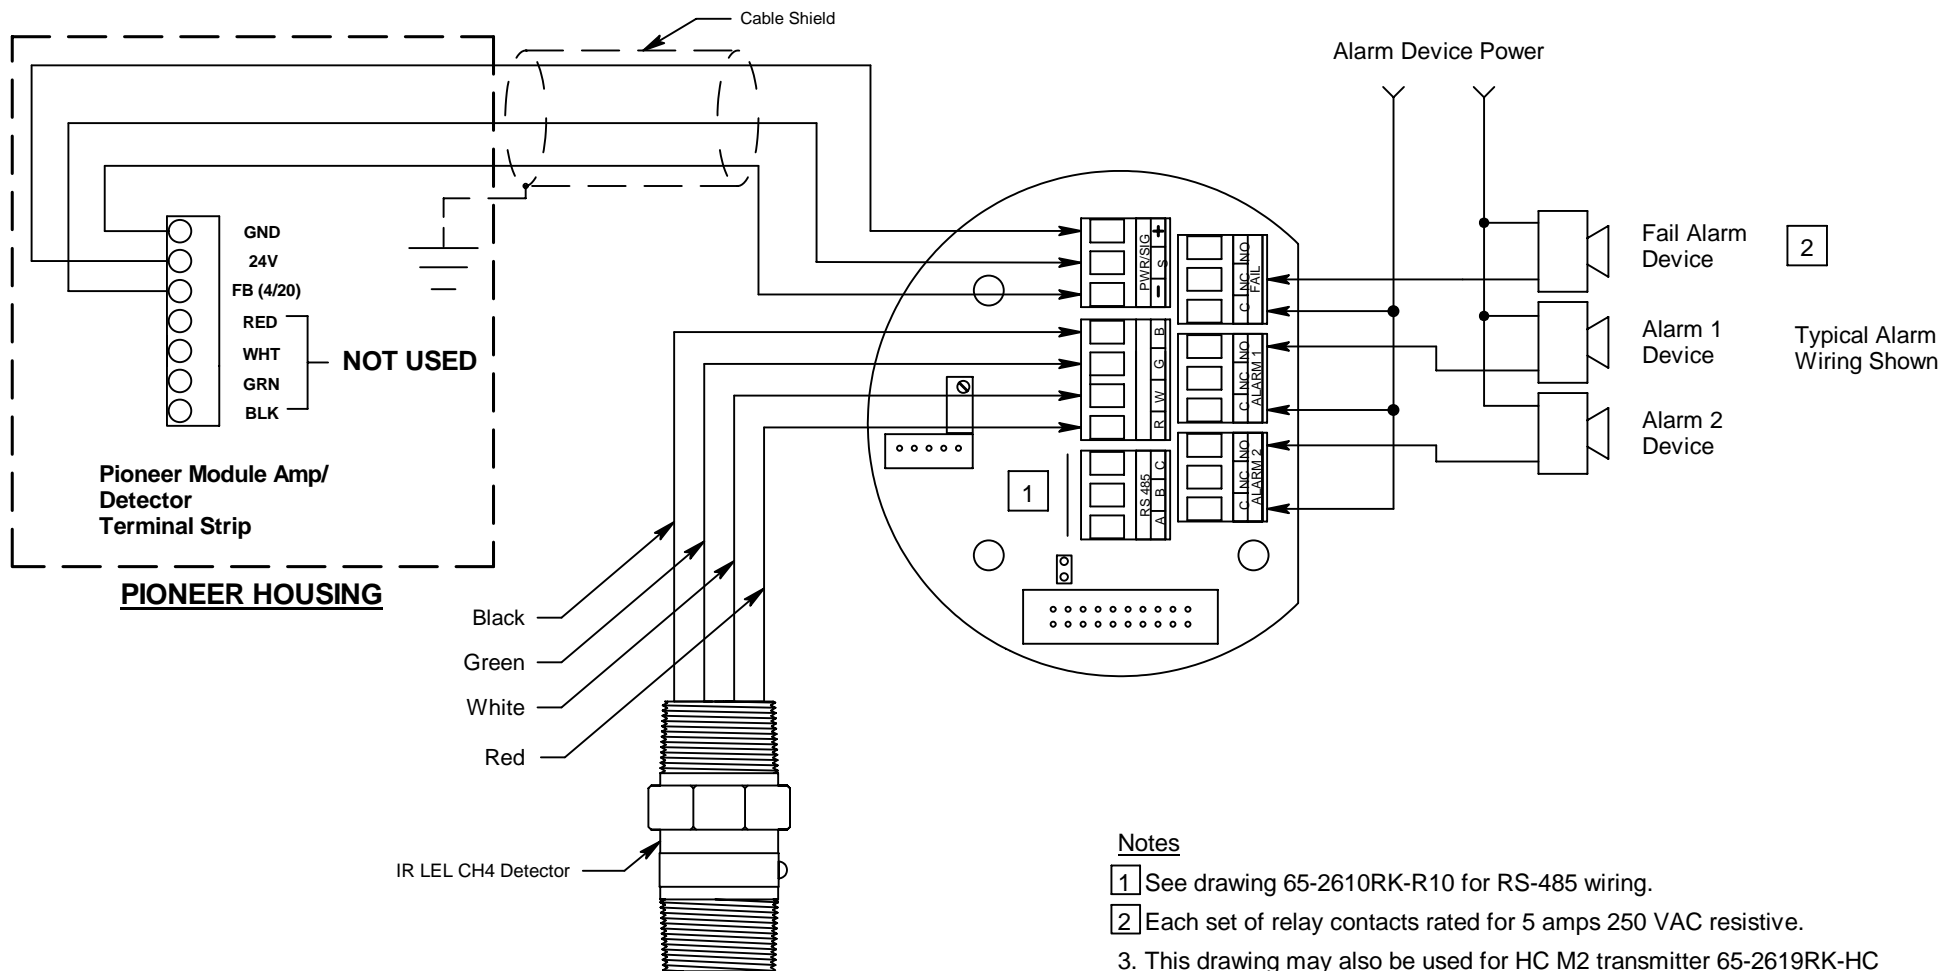 Cable Shield
Alarm Device Power
GND
24V
FB (4/20)
RED
WHT
GRN
BLK
NOT USED
Pioneer Module Amp/
Detector
Terminal Strip
PIONEER HOUSING
+
S
-
PWR/SIG
NO
NC
C
FAIL
B
G
W
R
NO
NC
C
ALARM 1
C
B
A
RS 485
NO
NC
C
ALARM 2
1
Fail Alarm
Device
2
Alarm 1
Device
Typical Alarm
Wiring Shown
Alarm 2
Device
Black
Green
White
Red
IR LEL CH4 Detector
Notes
1 See drawing 65-2610RK-R10 for RS-485 wiring.
2 Each set of relay contacts rated for 5 amps 250 VAC resistive.
3. This drawing may also be used for HC M2 transmitter 65-2619RK-HC